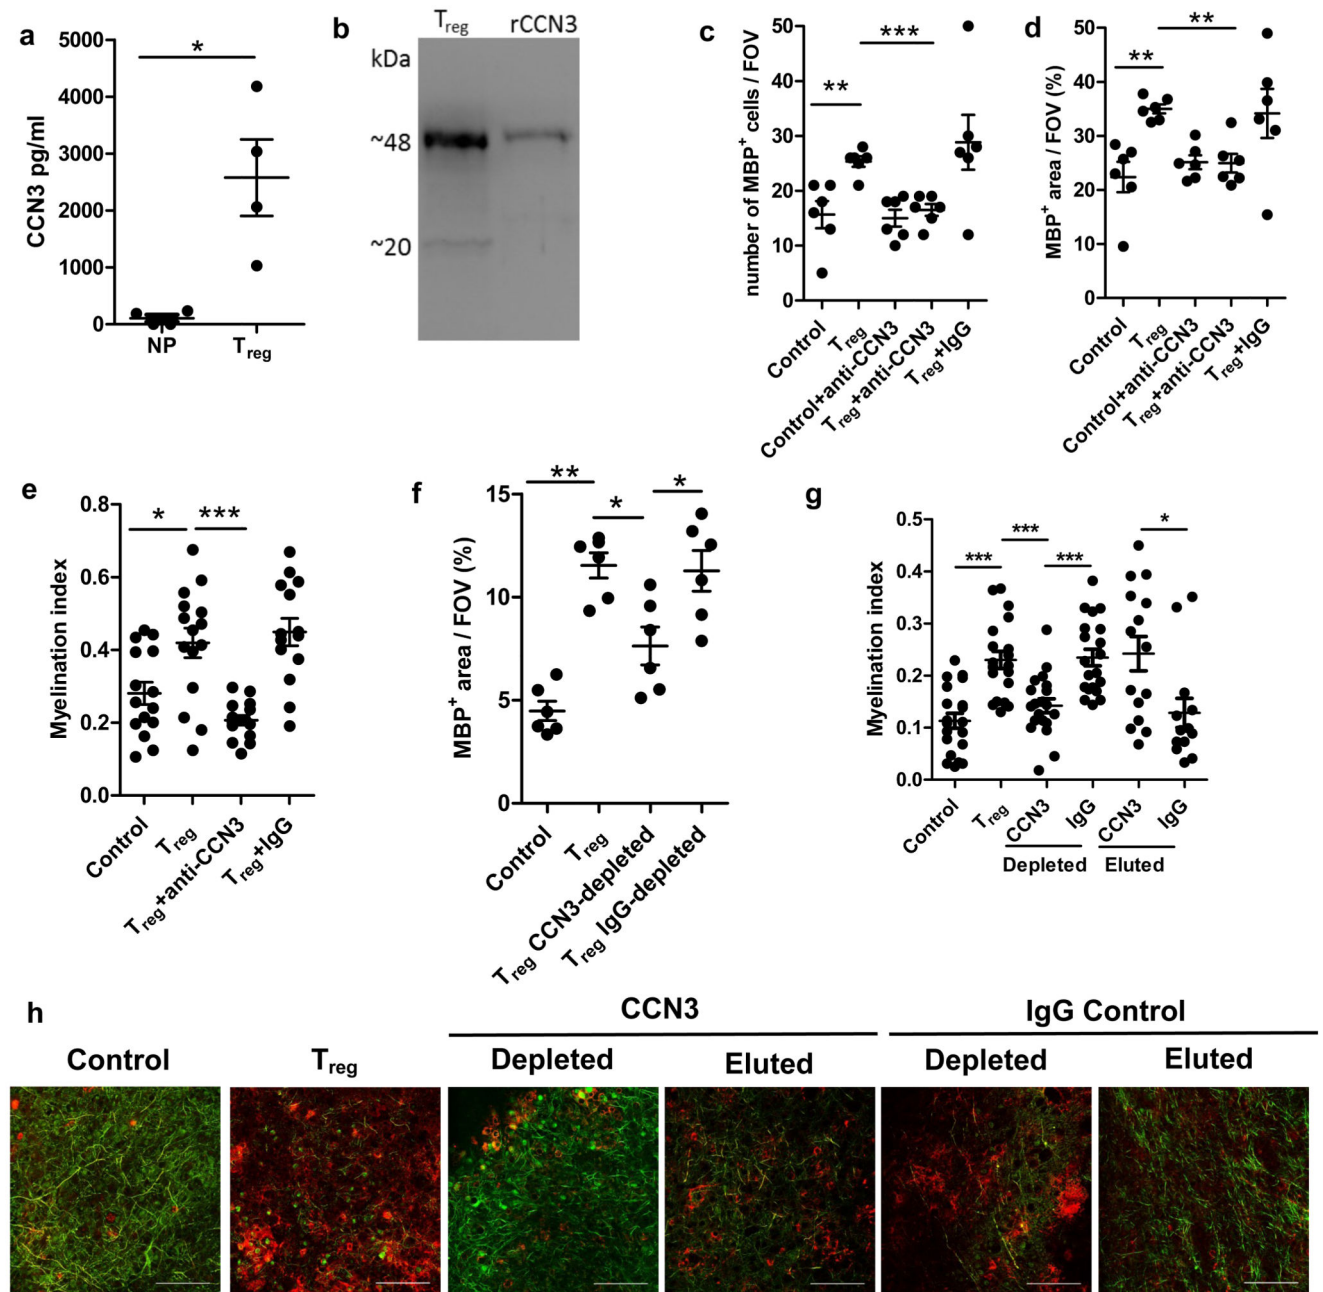 a
CCN3 pg/ml
5000
4000
3000
2000
1000
0
*
NP
Treg
b
Treg rCCN3
kDa
~48
~20
c
number of MBP+ cells / FOV
50
40
30
20
10
0
**
***
Control
Treg
Control+anti-CCN3
Treg+anti-CCN3
Treg+IgG
d
MBP+ area / FOV (%)
50
40
30
20
10
0
**
**
Control
Treg
Control+anti-CCN3
Treg+anti-CCN3
Treg+IgG
e
Myelination index
0.8
0.6
0.4
0.2
0.0
*
***
Control
Treg
Treg+anti-CCN3
Treg+IgG
f
MBP+ area / FOV (%)
15
10
5
0
**
*
*
Control
Treg
Treg CCN3-depleted
Treg IgG-depleted
g
Myelination index
0.5
0.4
0.3
0.2
0.1
0.0
***
***
***
*
Control
Treg
CCN3
IgG
CCN3
IgG
Depleted
Eluted
h
CCN3
IgG Control
Control
Treg
Depleted
Eluted
Depleted
Eluted